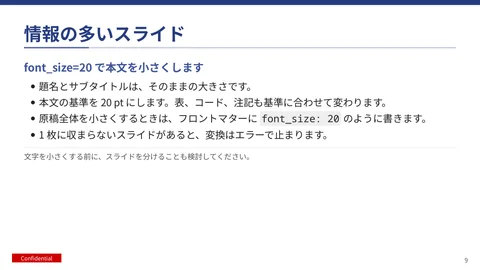 情報の多いスライド
font_size=20 で本文を小さくします
• 題名とサブタイトルは、そのままの大きさです。
• 本文の基準を 20 pt にします。表、コード、注記も基準に合わせて変わります。
• 原稿全体を小さくするときは、フロントマターに font_size: 20 のように書きます。
• 1 枚に収まらないスライドがあると、変換はエラーで止まります。
文字を小さくする前に、スライドを分けることも検討してください。
Confidential
9